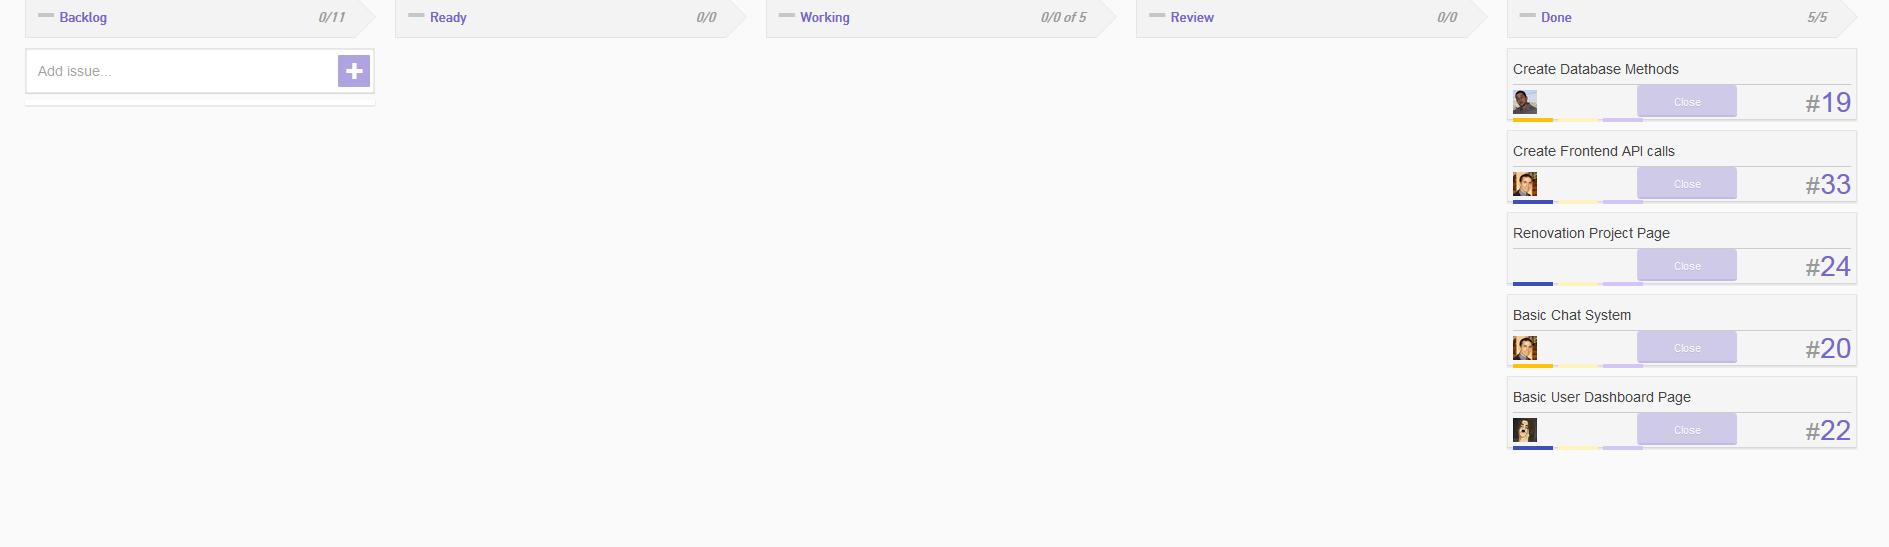 Backlog 0/11
Ready 0/0
Working 0/0 of 5
Review 0/0
Done 5/5
Add issue...
Create Database Methods
Close #19
Create Frontend API calls
Close #33
Renovation Project Page
Close #24
Basic Chat System
Close #20
Basic User Dashboard Page
Close #22